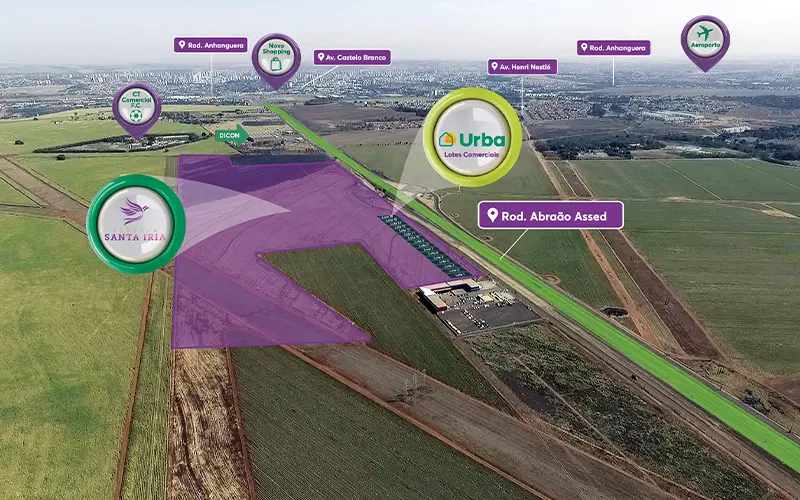 Rod. Anhanguera
Novo
Shopping
Av. Castelo Branco
Av. Henri Nestlé
Rod. Anhanguera
Aeroporto
CT
Comercial
F.C.
DICON
Urba
Lotes Comerciais
SANTA IRIA
Rod. Abraão Assed